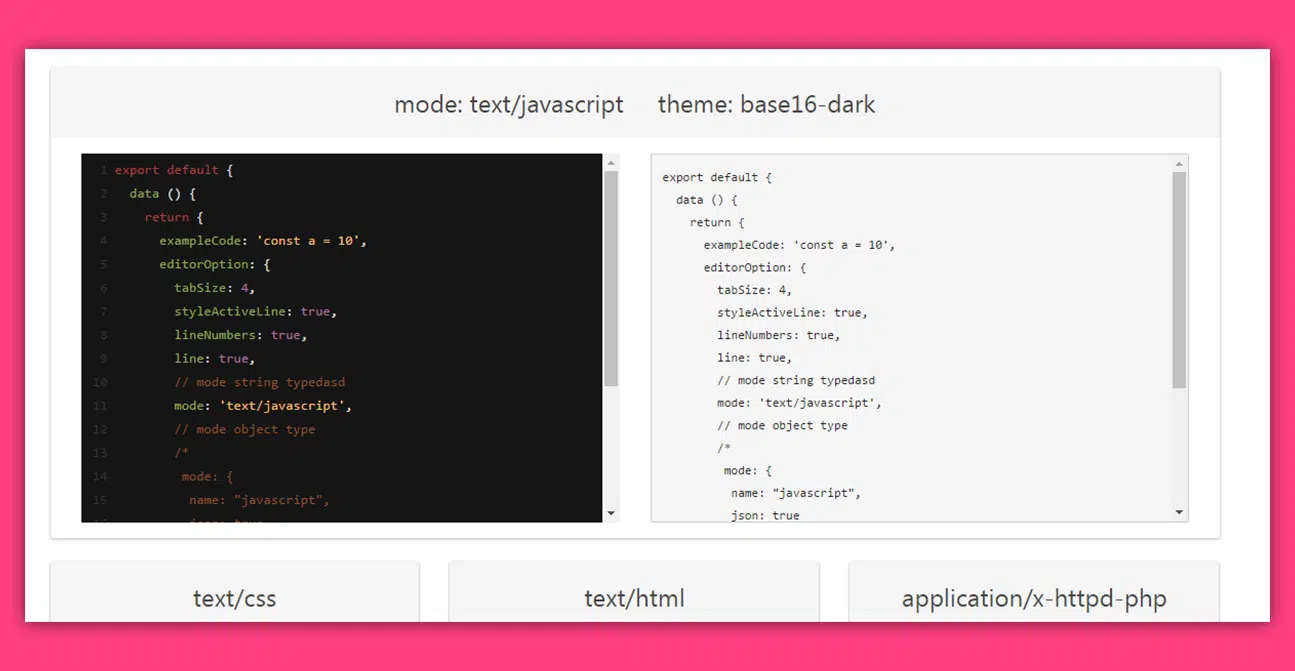 mode: text/javascript theme: base16-dark
1 export default {
2 data () {
3 return {
4 exampleCode: 'const a = 10',
5 editorOption: {
6 tabSize: 4,
7 styleActiveLine: true,
8 lineNumbers: true,
9 line: true,
10 // mode string typedasd
11 mode: 'text/javascript',
12 // mode object type
13 /*
14 mode: {
15 name: "javascript",
16 json: true
export default {
data () {
return {
exampleCode: 'const a = 10',
editorOption: {
tabSize: 4,
styleActiveLine: true,
lineNumbers: true,
line: true,
// mode string typedasd
mode: 'text/javascript',
// mode object type
/*
mode: {
name: "javascript",
json: true
text/css
text/html
application/x-httpd-php